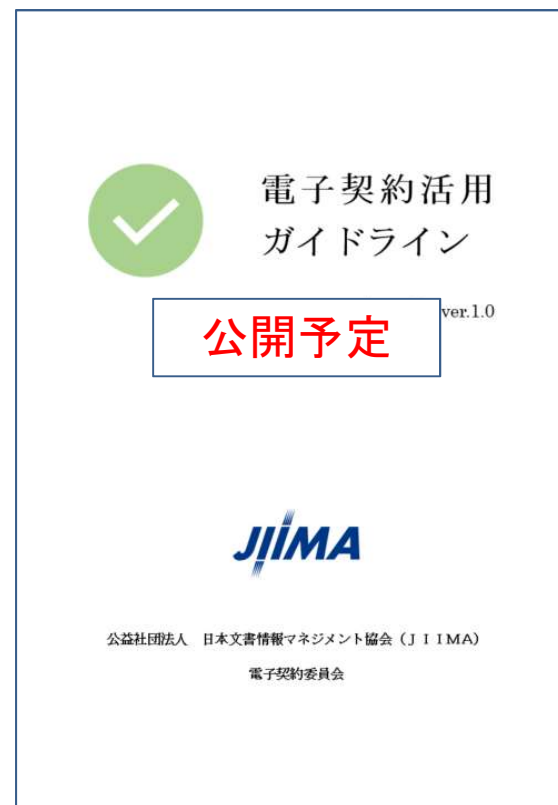 電子契約活用
ガイドライン
ver.1.0
公開予定
JIIMA
公益社団法人 日本文書情報マネジメント協会（ＪＩＩＭＡ）
電子契約委員会